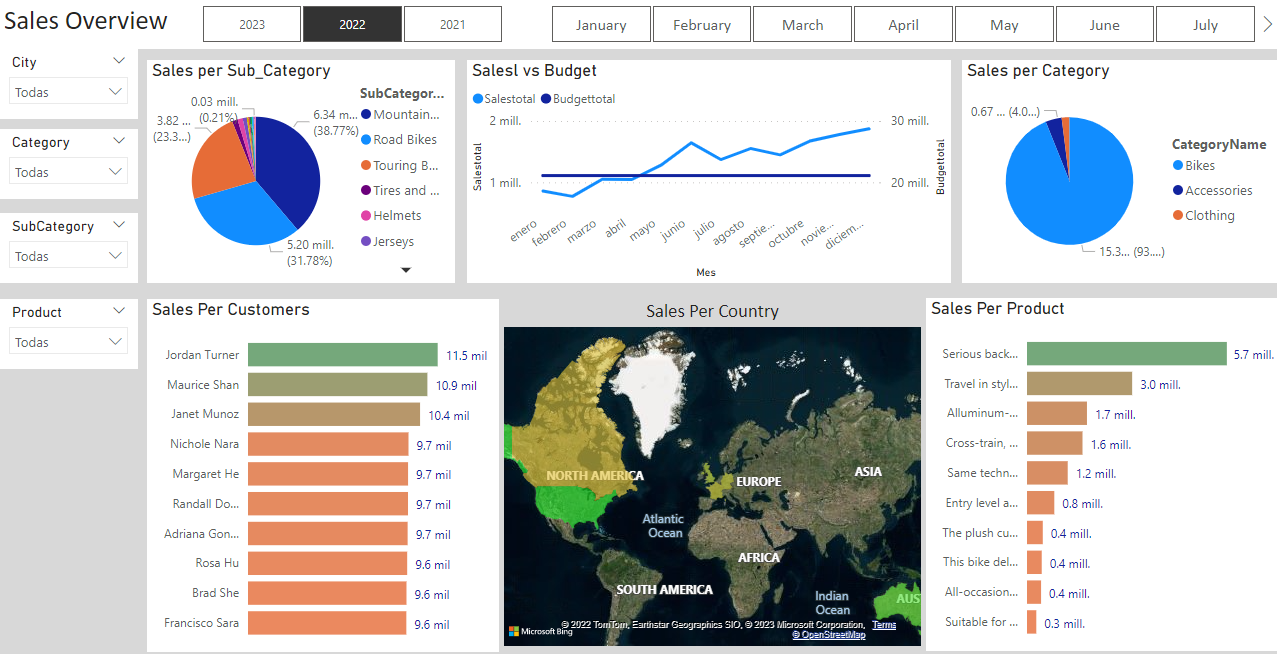 Sales Overview
2023
2022
2021
January
February
March
April
May
June
July
City
Todas
Category
Todas
SubCategory
Todas
Product
Todas
Sales per Sub_Category
0.03 mill.
(0.21%)
3.82 ...
(23.3...)
6.34 m...
(38.77%)
5.20 mill.
(31.78%)
SubCategor...
Mountain...
Road Bikes
Touring B...
Tires and ...
Helmets
Jerseys
Salesl vs Budget
Salestotal
Budgettotal
2 mill.
1 mill.
30 mill.
20 mill.
Salestotal
Budgettotal
enero
febrero
marzo
abril
mayo
junio
julio
agosto
septie...
octubre
novie...
diciem...
Mes
Sales per Category
0.67 ... (4.0...)
15.3... (93....)
CategoryName
Bikes
Accessories
Clothing
Sales Per Customers
Jordan Turner 11.5 mil
Maurice Shan 10.9 mil
Janet Munoz 10.4 mil
Nichole Nara 9.7 mil
Margaret He 9.7 mil
Randall Do... 9.7 mil
Adriana Gon... 9.7 mil
Rosa Hu 9.6 mil
Brad She 9.6 mil
Francisco Sara 9.6 mil
Sales Per Country
NORTH AMERICA
EUROPE
ASIA
Atlantic
Ocean
AFRICA
SOUTH AMERICA
Indian
Ocean
AUS
Microsoft Bing
© 2022 TomTom, Earthstar Geographics SIO, © 2023 Microsoft Corporation, Terms
© OpenStreetMap
Sales Per Product
Serious back... 5.7 mill.
Travel in styl... 3.0 mill.
Alluminum-... 1.7 mill.
Cross-train, ... 1.6 mill.
Same techn... 1.2 mill.
Entry level a... 0.8 mill.
The plush cu... 0.4 mill.
This bike del... 0.4 mill.
All-occasion... 0.4 mill.
Suitable for ... 0.3 mill.